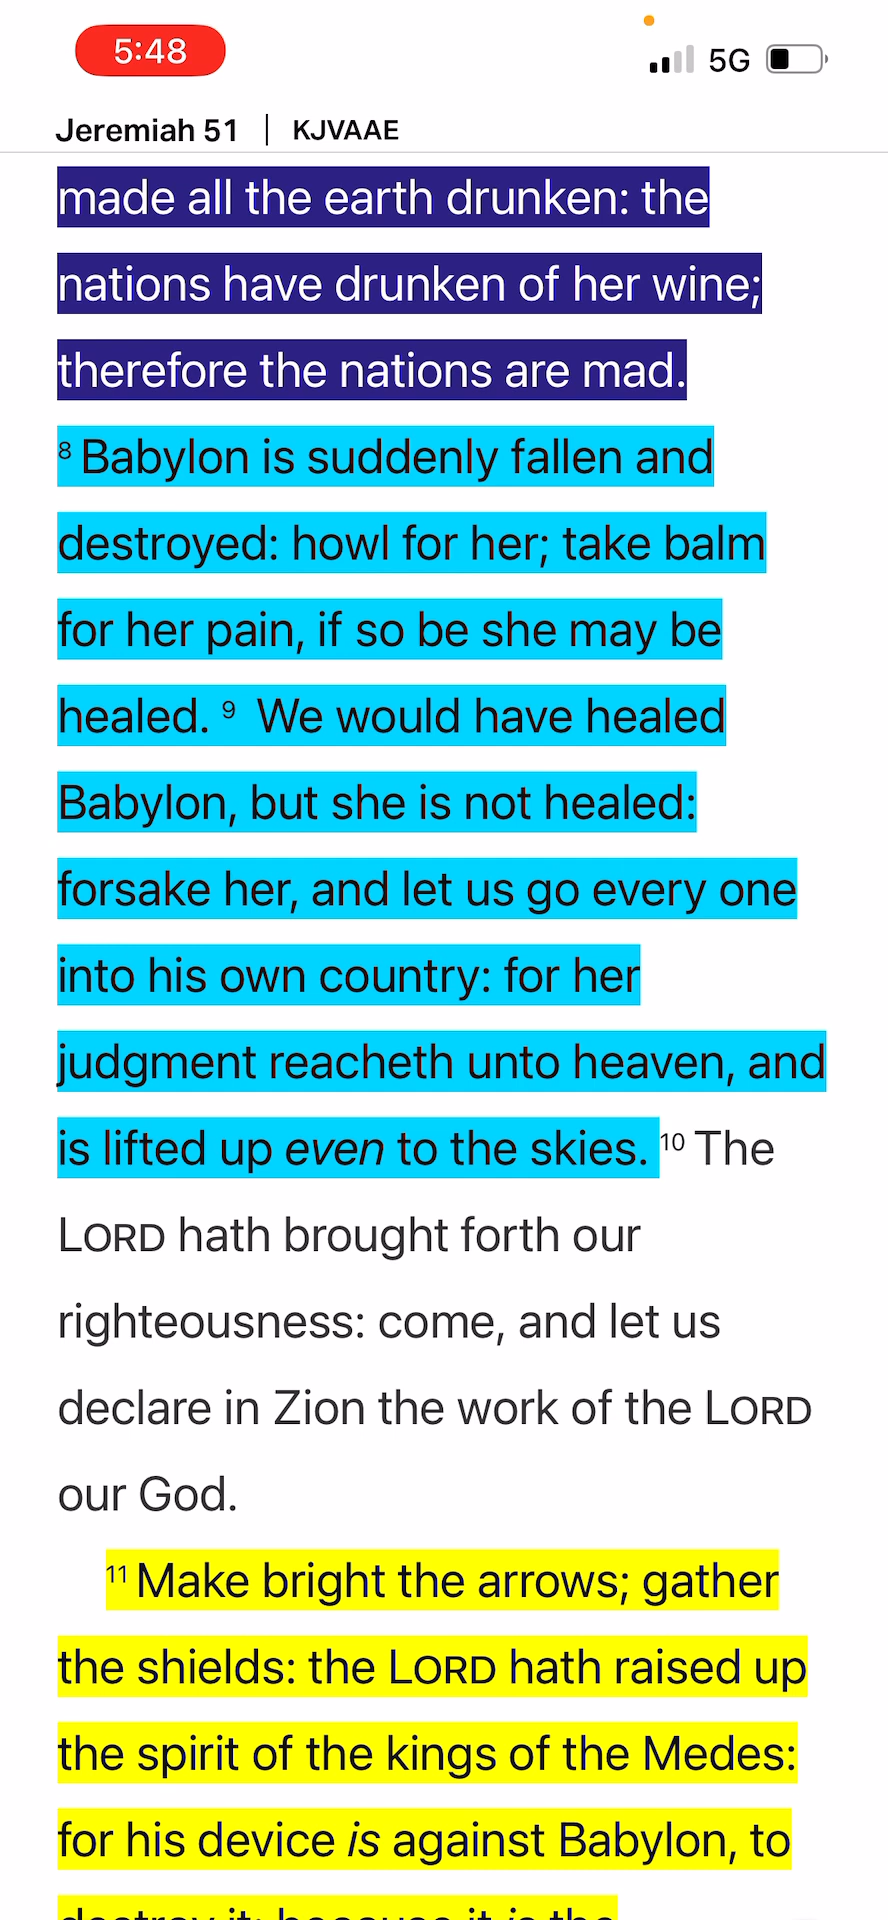 5:48
5G
Jeremiah 51 | KJVAAE
made all the earth drunken: the
nations have drunken of her wine;
therefore the nations are mad.
8 Babylon is suddenly fallen and
destroyed: howl for her; take balm
for her pain, if so be she may be
healed. 9 We would have healed
Babylon, but she is not healed:
forsake her, and let us go every one
into his own country: for her
judgment reacheth unto heaven, and
is lifted up even to the skies. 10 The
LORD hath brought forth our
righteousness: come, and let us
declare in Zion the work of the LORD
our God.
11 Make bright the arrows; gather
the shields: the LORD hath raised up
the spirit of the kings of the Medes:
for his device is against Babylon, to
destroy it; because it is the